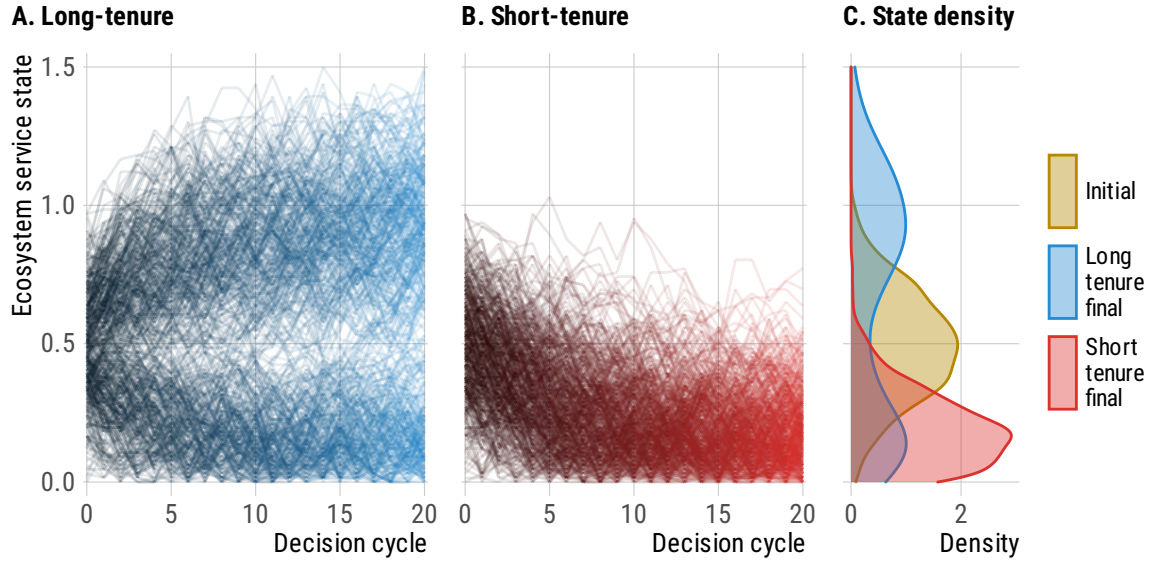 A. Long-tenure
B. Short-tenure
C. State density
Ecosystem service state
1.5
1.0
0.5
0.0
0
5
10
15
20
Decision cycle
0
5
10
15
20
Decision cycle
0
2
Density
Initial
Long
tenure
final
Short
tenure
final